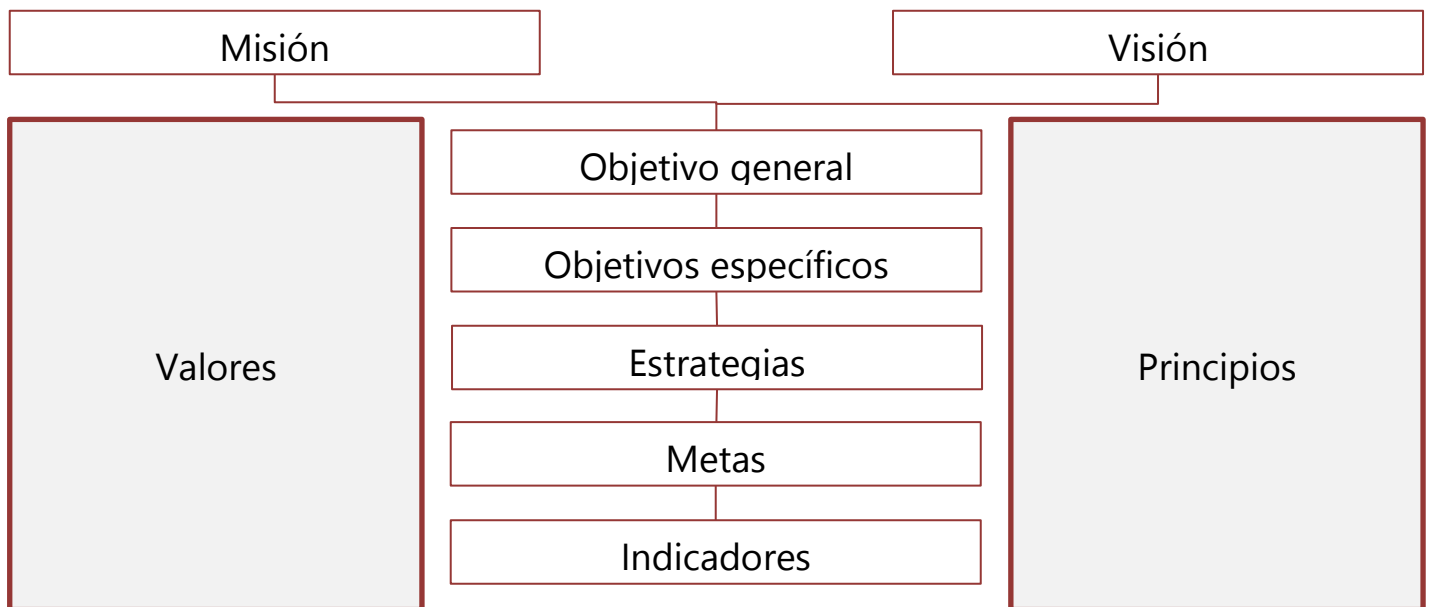 Misión
Visión
Objetivo general
Objetivos específicos
Estrategias
Valores
Principios
Metas
Indicadores